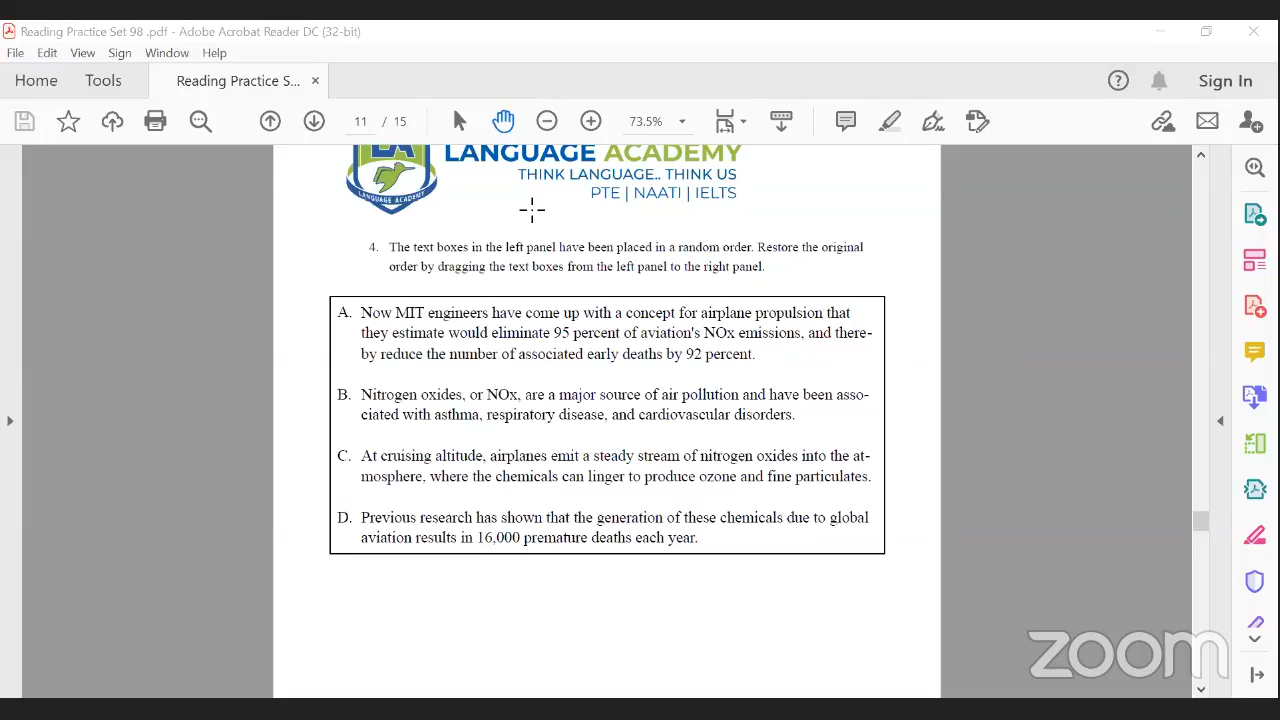 Reading Practice Set 98 .pdf - Adobe Acrobat Reader DC (32-bit)
File Edit View Sign Window Help
Home Tools Reading Practice S... × Sign In
11 / 15 73.5%
LANGUAGE ACADEMY
THINK LANGUAGE.. THINK US
PTE | NAATI | IELTS
LA
LANGUAGE ACADEMY
4. The text boxes in the left panel have been placed in a random order. Restore the original
order by dragging the text boxes from the left panel to the right panel.
A. Now MIT engineers have come up with a concept for airplane propulsion that
they estimate would eliminate 95 percent of aviation's NOx emissions, and there-
by reduce the number of associated early deaths by 92 percent.
B. Nitrogen oxides, or NOx, are a major source of air pollution and have been asso-
ciated with asthma, respiratory disease, and cardiovascular disorders.
C. At cruising altitude, airplanes emit a steady stream of nitrogen oxides into the at-
mosphere, where the chemicals can linger to produce ozone and fine particulates.
D. Previous research has shown that the generation of these chemicals due to global
aviation results in 16,000 premature deaths each year.
zoom